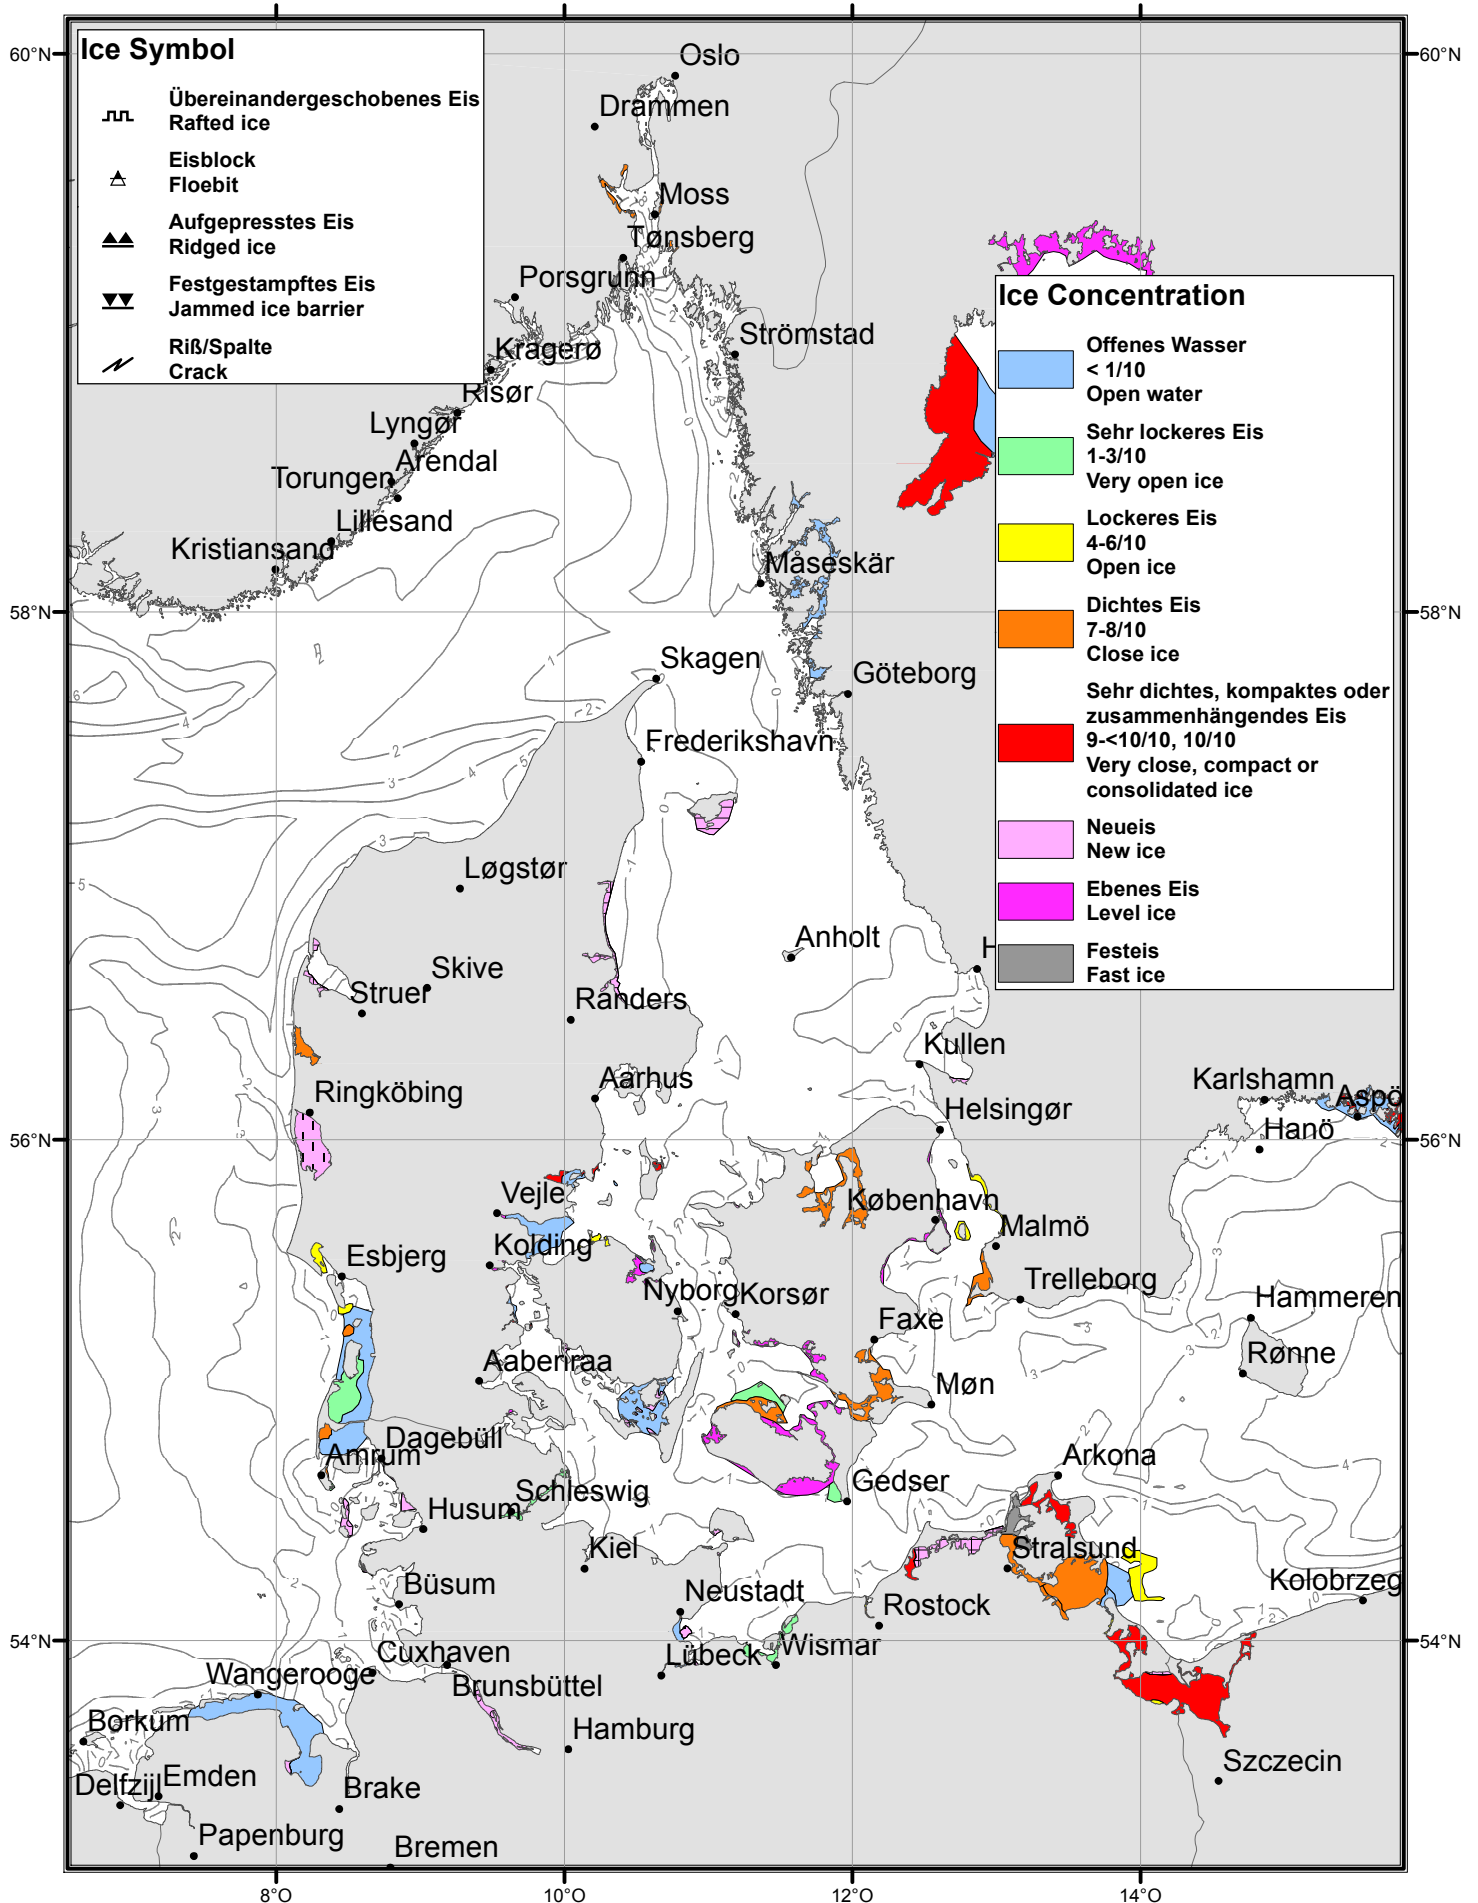 60°N
60°N
Ice Symbol
Übereinandergeschobenes Eis
Rafted ice
Eisblock
Floebit
Aufgepresstes Eis
Ridged ice
Festgestampftes Eis
Jammed ice barrier
Riß/Spalte
Crack
Oslo
Drammen
Moss
Tønsberg
Porsgrunn
Strömstad
Kragerø
Risør
Lyngør
Arendal
Torungen
Lillesand
Kristiansand
Måseskär
Ice Concentration
Offenes Wasser
< 1/10
Open water
Sehr lockeres Eis
1-3/10
Very open ice
Lockeres Eis
4-6/10
Open ice
Dichtes Eis
7-8/10
Close ice
Sehr dichtes, kompaktes oder
zusammenhängendes Eis
9-<10/10, 10/10
Very close, compact or
consolidated ice
Neueis
New ice
Ebenes Eis
Level ice
Festeis
Fast ice
58°N
58°N
Skagen
Göteborg
Frederikshavn
Løgstør
Anholt
H
Skive
Struer
Randers
Kullen
Aarhus
Ringköbing
Helsingør
Karlshamn
Aspö
Hanö
56°N
56°N
Vejle
København
Malmö
Kolding
Esbjerg
Nyborg
Korsør
Trelleborg
Hammeren
Faxe
Rønne
Aabenraa
Møn
Dagebüll
Amrum
Arkona
Schleswig
Gedser
Husum
Kiel
Stralsund
Büsum
Neustadt
Rostock
Kolobrzeg
54°N
54°N
Cuxhaven
Lübeck
Wismar
Wangerooge
Brunsbüttel
Borkum
Hamburg
Szczecin
Delfzijl
Emden
Brake
Papenburg
Bremen
8°O
10°O
12°O
14°O